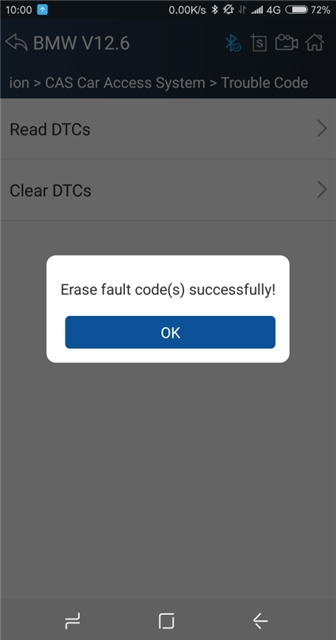 10:00 0.00K/s 4G 72%
BMW V12.6 S
ion > CAS Car Access System > Trouble Code
Read DTCs
Clear DTCs
Erase fault code(s) successfully!
OK